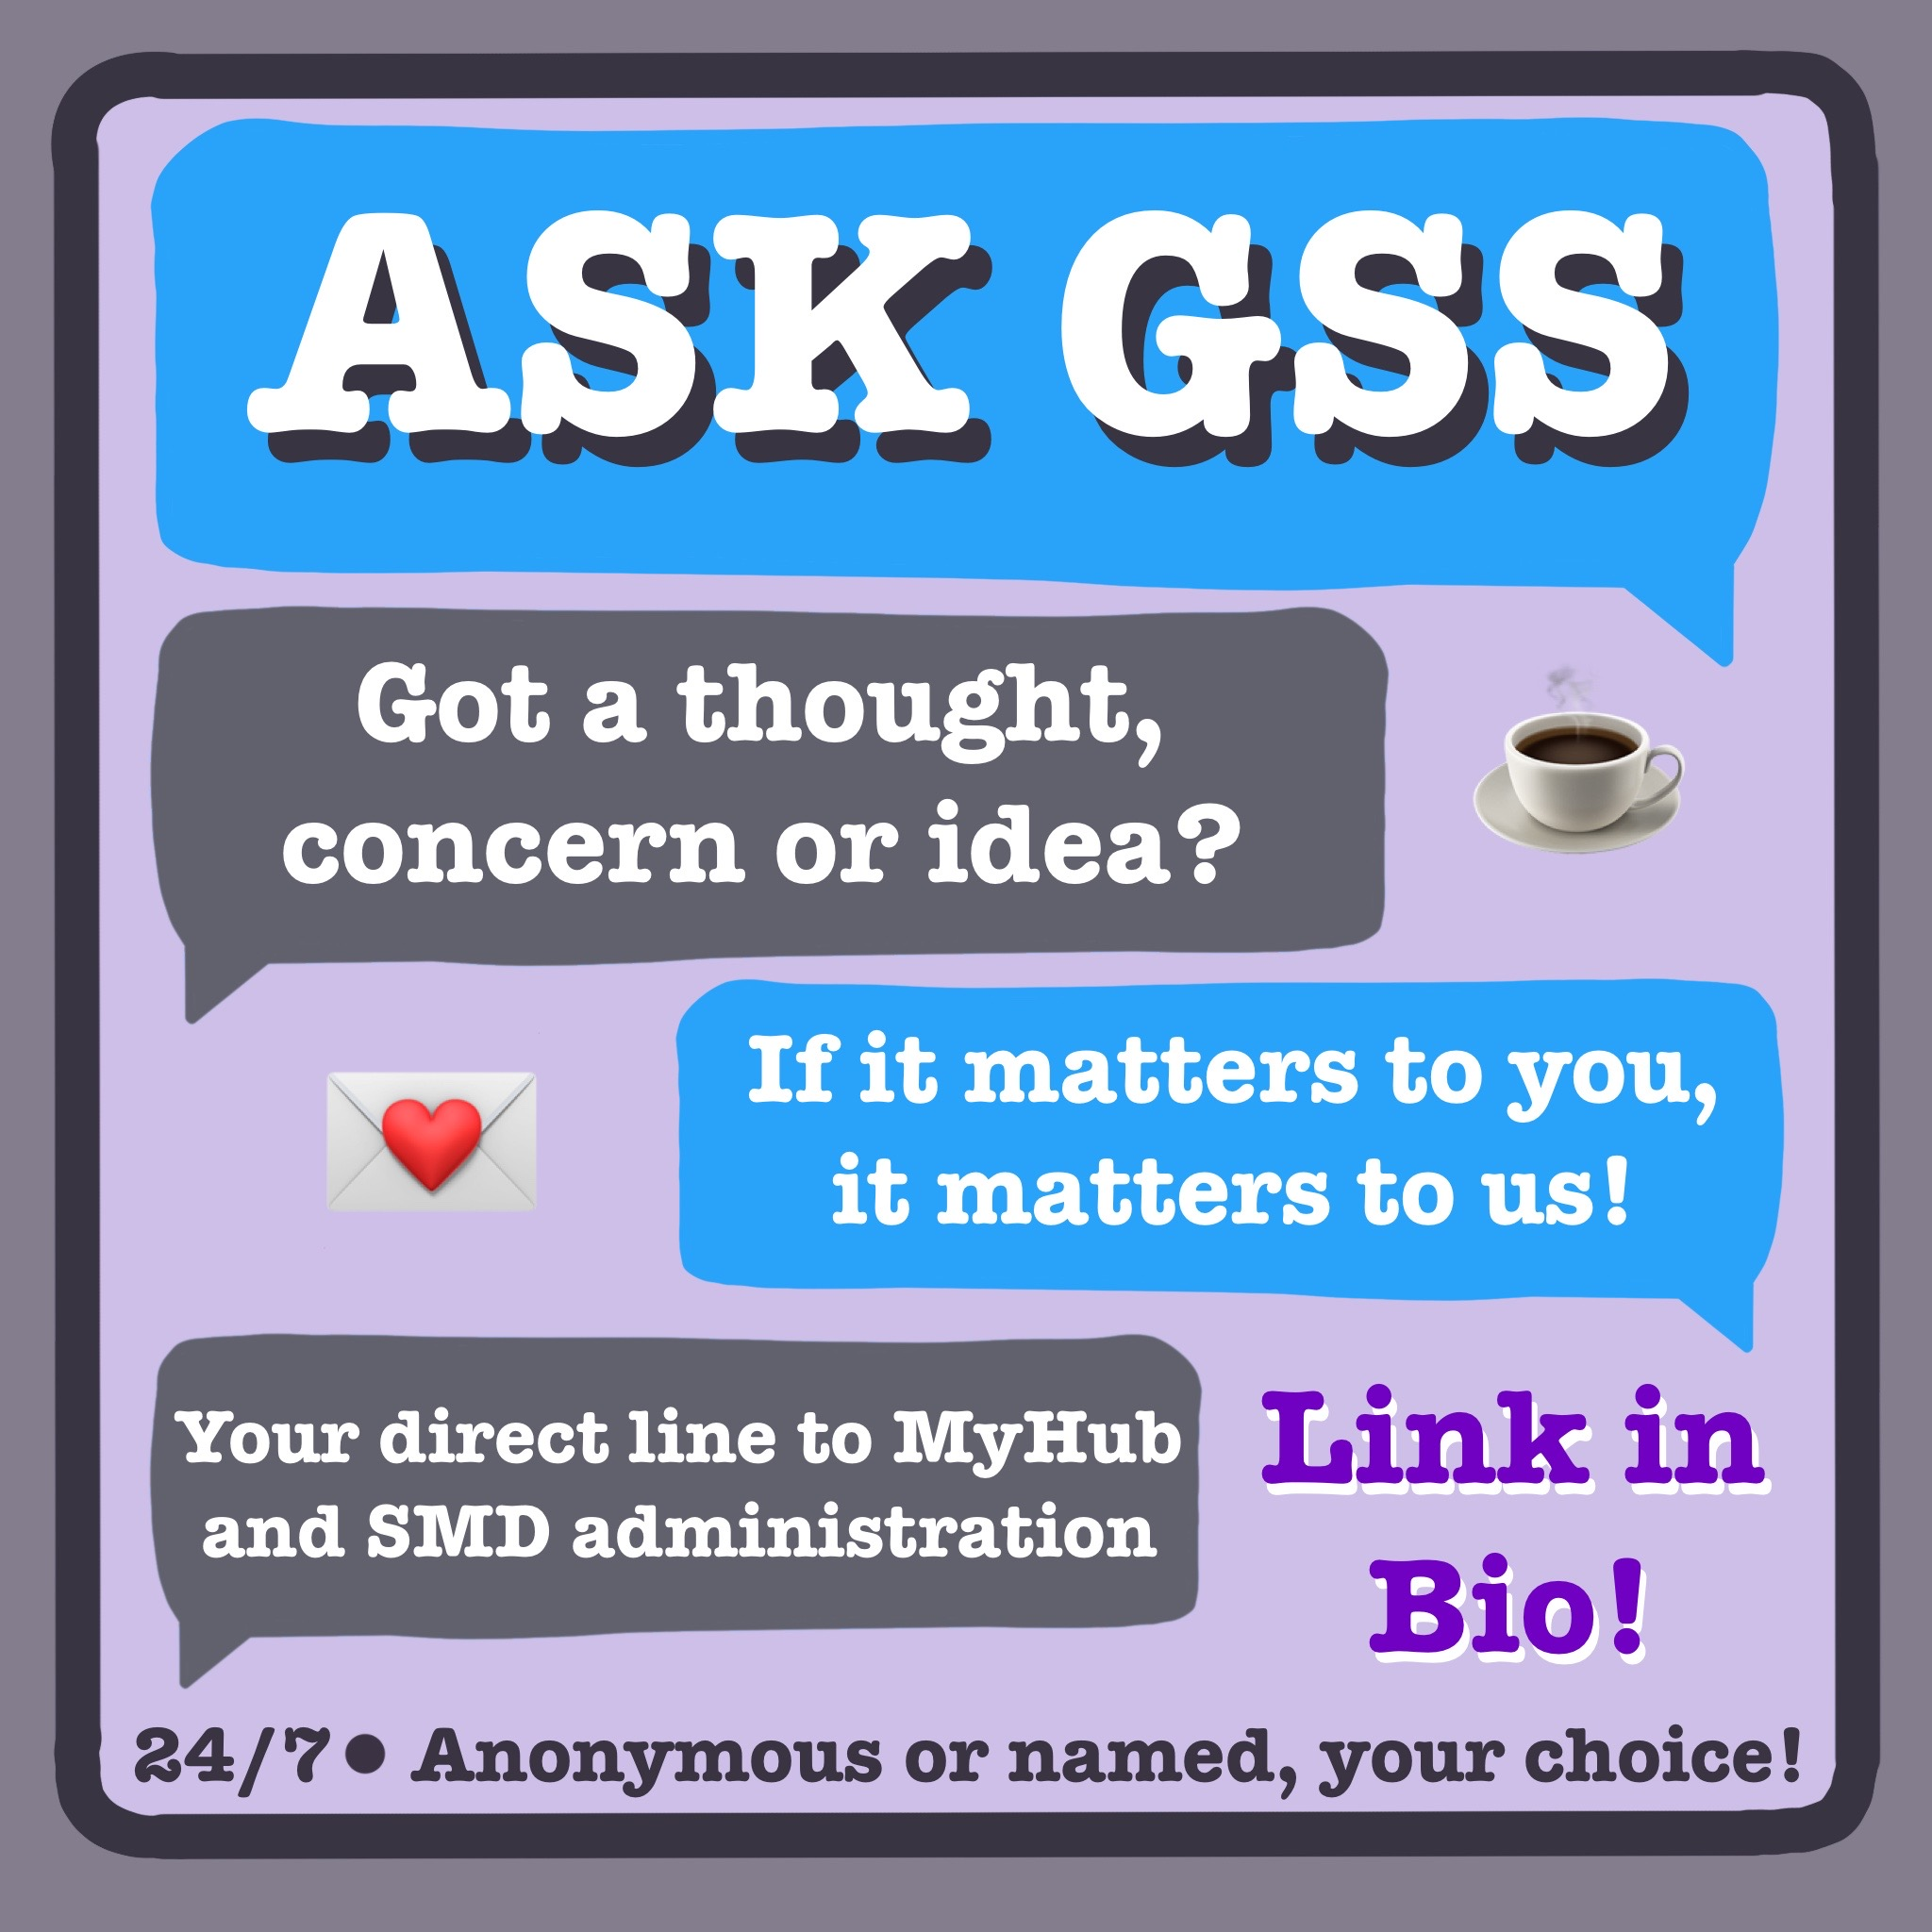 ASK GSS
Got a thought,
concern or idea?
If it matters to you,
it matters to us!
Your direct line to MyHub
and SMD administration
Link in
Bio!
24/7● Anonymous or named, your choice!